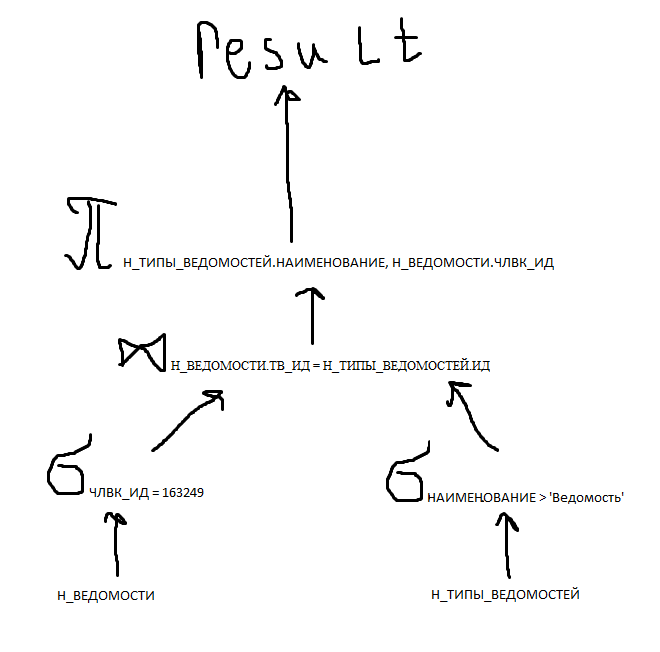 result
π Н_ТИПЫ_ВЕДОМОСТЕЙ.НАИМЕНОВАНИЕ, Н_ВЕДОМОСТИ.ЧЛВК_ИД
⋈ Н_ВЕДОМОСТИ.ТВ_ИД = Н_ТИПЫ_ВЕДОМОСТЕЙ.ИД
σ ЧЛВК_ИД = 163249
σ НАИМЕНОВАНИЕ > 'Ведомость'
Н_ВЕДОМОСТИ
Н_ТИПЫ_ВЕДОМОСТЕЙ